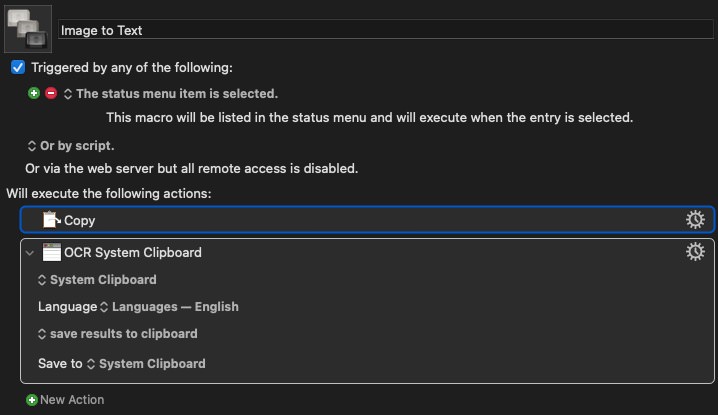 Image to Text
Triggered by any of the following:
The status menu item is selected.
This macro will be listed in the status menu and will execute when the entry is selected.
Or by script.
Or via the web server but all remote access is disabled.
Will execute the following actions:
Copy
OCR System Clipboard
System Clipboard
Language Languages — English
save results to clipboard
Save to System Clipboard
New Action